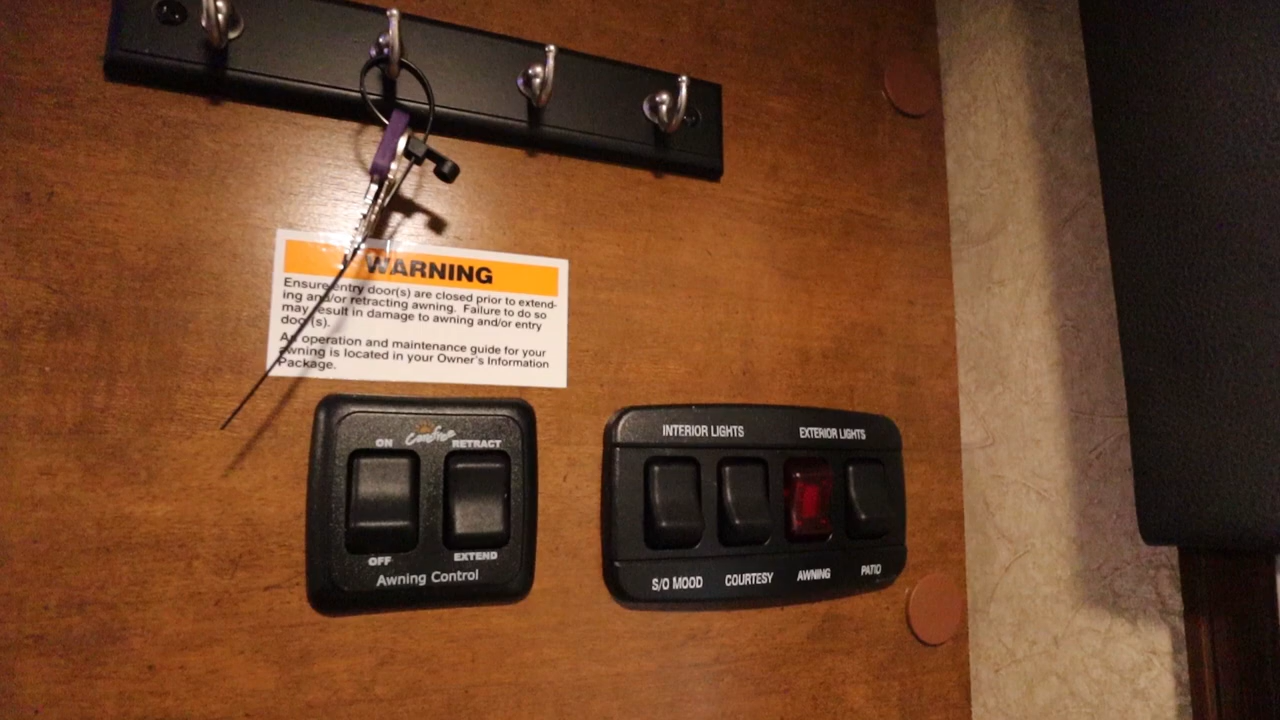 WARNING
Ensure entry door(s) are closed prior to extend-
ing and/or retracting awning. Failure to do so
may result in damage to awning and/or entry
door(s).
An operation and maintenance guide for your
awning is located in your Owner's Information
Package.
ON
Carefree
RETRACT
OFF
EXTEND
Awning Control
INTERIOR LIGHTS
EXTERIOR LIGHTS
S/O MOOD
COURTESY
AWNING
PATIO